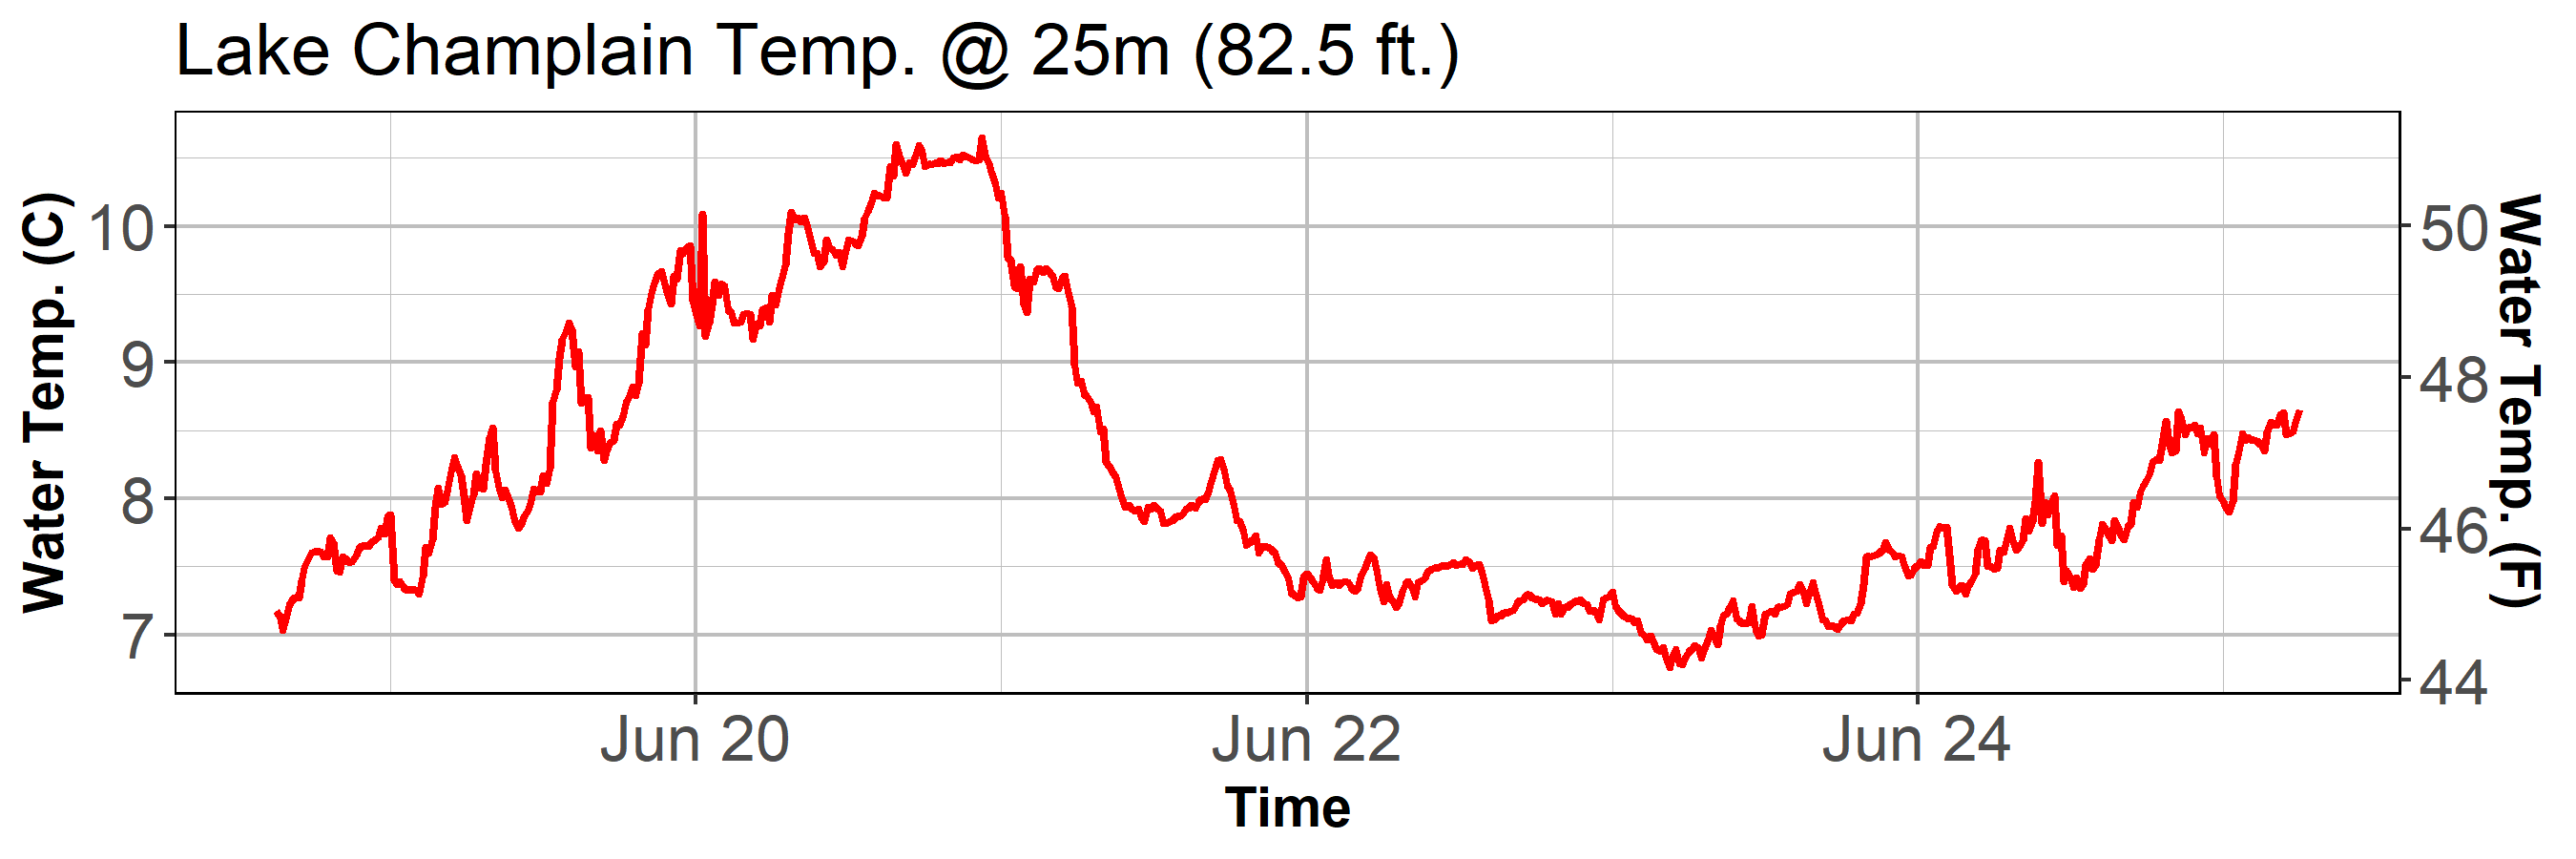 Lake Champlain Temp. @ 25m (82.5 ft.)
Water Temp. (C)
10
9
8
7
50
48
46
44
Water Temp. (F)
Jun 20
Jun 22
Jun 24
Time